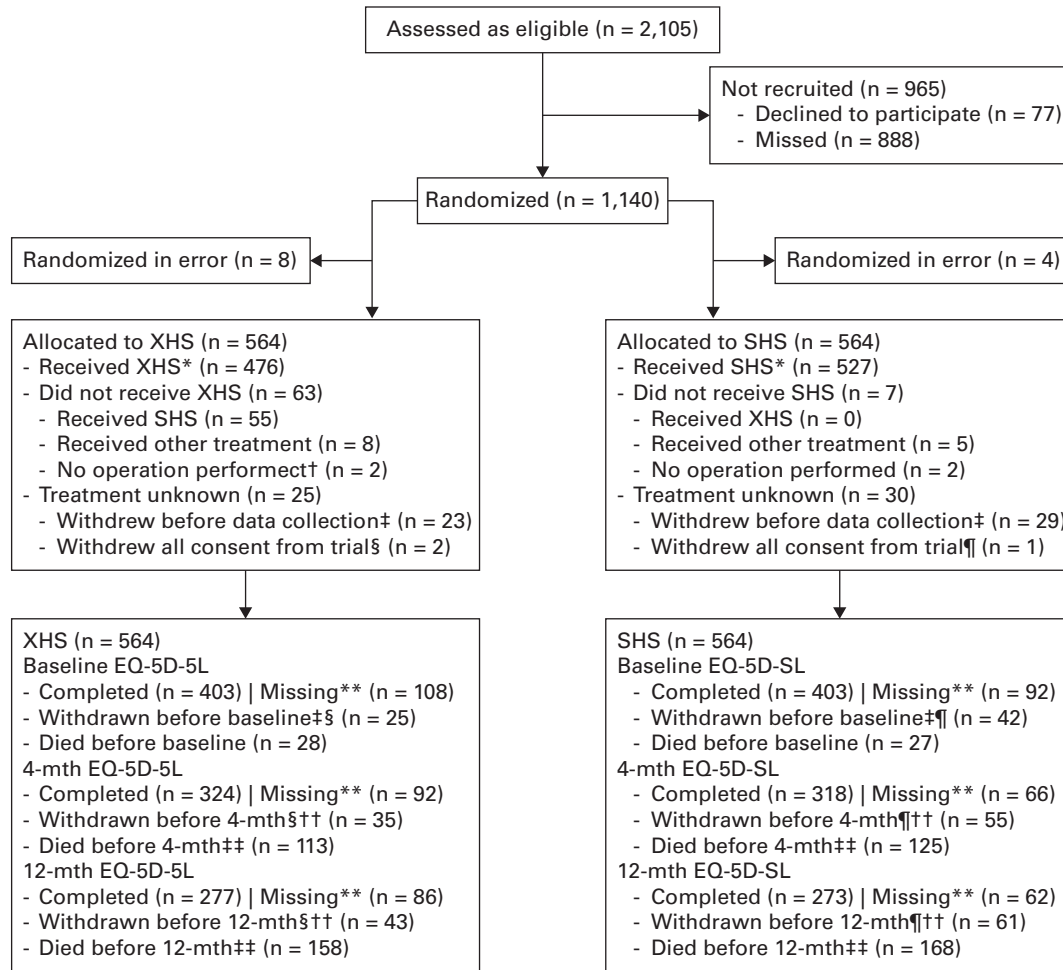 Assessed as eligible (n = 2,105)
Not recruited (n = 965)
- Declined to participate (n = 77)
- Missed (n = 888)
Randomized (n = 1,140)
Randomized in error (n = 8)
Randomized in error (n = 4)
Allocated to XHS (n = 564)
- Received XHS* (n = 476)
- Did not receive XHS (n = 63)
- Received SHS (n = 55)
- Received other treatment (n = 8)
- No operation performect† (n = 2)
- Treatment unknown (n = 25)
- Withdrew before data collection‡ (n = 23)
- Withdrew all consent from trial§ (n = 2)
Allocated to SHS (n = 564)
- Received SHS* (n = 527)
- Did not receive SHS (n = 7)
- Received XHS (n = 0)
- Received other treatment (n = 5)
- No operation performed (n = 2)
- Treatment unknown (n = 30)
- Withdrew before data collection‡ (n = 29)
- Withdrew all consent from trial¶ (n = 1)
XHS (n = 564)
Baseline EQ-5D-5L
- Completed (n = 403) | Missing** (n = 108)
- Withdrawn before baseline‡§ (n = 25)
- Died before baseline (n = 28)
4-mth EQ-5D-5L
- Completed (n = 324) | Missing** (n = 92)
- Withdrawn before 4-mth§†† (n = 35)
- Died before 4-mth‡‡ (n = 113)
12-mth EQ-5D-5L
- Completed (n = 277) | Missing** (n = 86)
- Withdrawn before 12-mth§†† (n = 43)
- Died before 12-mth‡‡ (n = 158)
SHS (n = 564)
Baseline EQ-5D-SL
- Completed (n = 403) | Missing** (n = 92)
- Withdrawn before baseline‡¶ (n = 42)
- Died before baseline (n = 27)
4-mth EQ-5D-SL
- Completed (n = 318) | Missing** (n = 66)
- Withdrawn before 4-mth¶†† (n = 55)
- Died before 4-mth‡‡ (n = 125)
12-mth EQ-5D-SL
- Completed (n = 273) | Missing** (n = 62)
- Withdrawn before 12-mth¶†† (n = 61)
- Died before 12-mth‡‡ (n = 168)